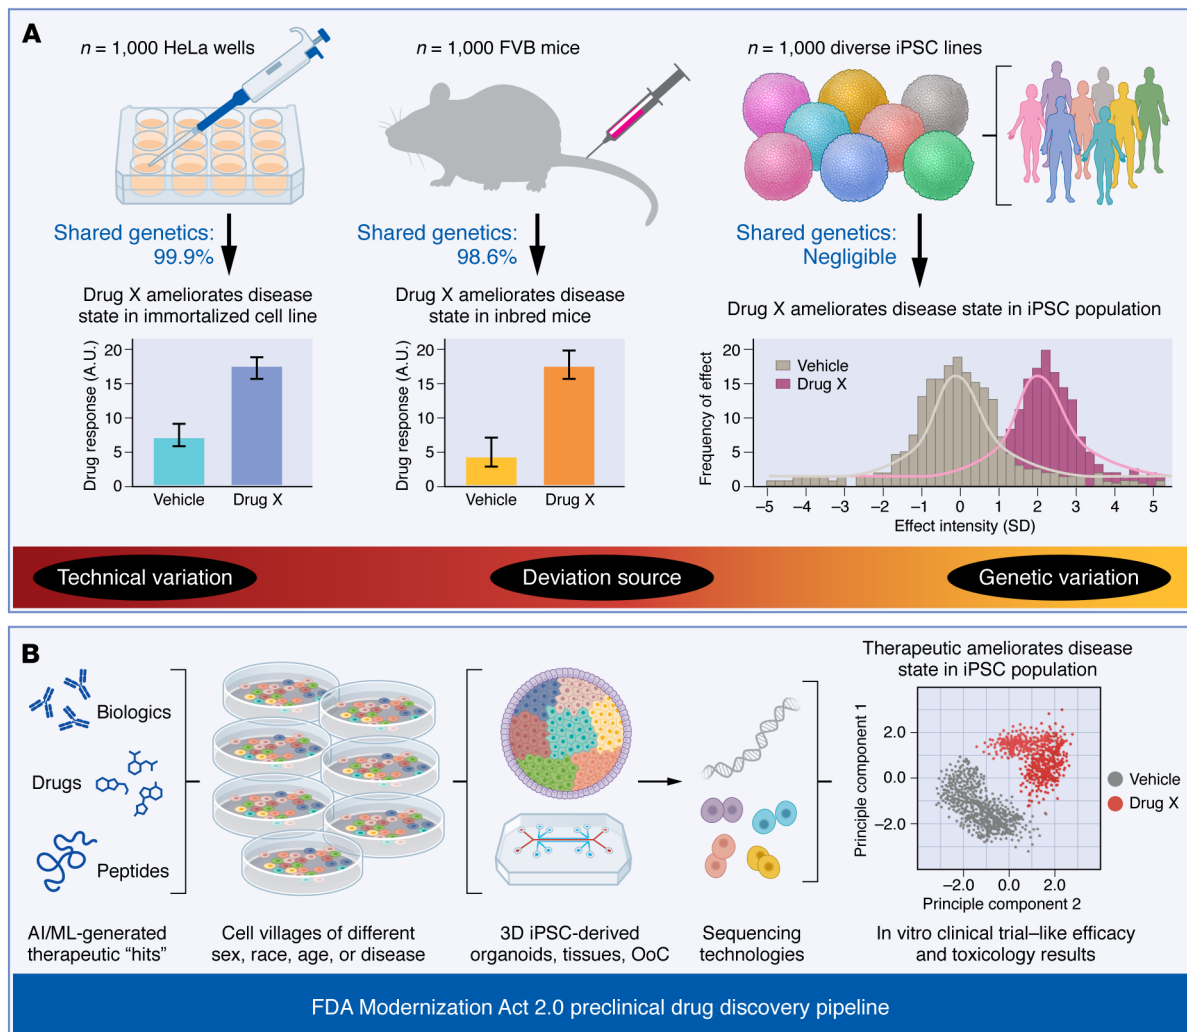 A
n = 1,000 HeLa wells
n = 1,000 FVB mice
n = 1,000 diverse iPSC lines
Shared genetics:
99.9%
Shared genetics:
98.6%
Shared genetics:
Negligible
Drug X ameliorates disease
state in immortalized cell line
Drug X ameliorates disease
state in inbred mice
Drug X ameliorates disease state in iPSC population
Drug response (A.U.)
20
15
10
5
0
Vehicle
Drug X
Drug response (A.U.)
20
15
10
5
0
Vehicle
Drug X
Frequency of effect
20
15
10
5
0
Vehicle
Drug X
–5 –4 –3 –2 –1 0 1 2 3 4 5
Effect intensity (SD)
Technical variation
Deviation source
Genetic variation
B
Biologics
Drugs
Peptides
AI/ML-generated
therapeutic “hits”
Cell villages of different
sex, race, age, or disease
3D iPSC-derived
organoids, tissues, OoC
Sequencing
technologies
Therapeutic ameliorates disease
state in iPSC population
Principle component 1
2.0
0.0
–2.0
–2.0 0.0 2.0
Principle component 2
Vehicle
Drug X
In vitro clinical trial–like efficacy
and toxicology results
FDA Modernization Act 2.0 preclinical drug discovery pipeline